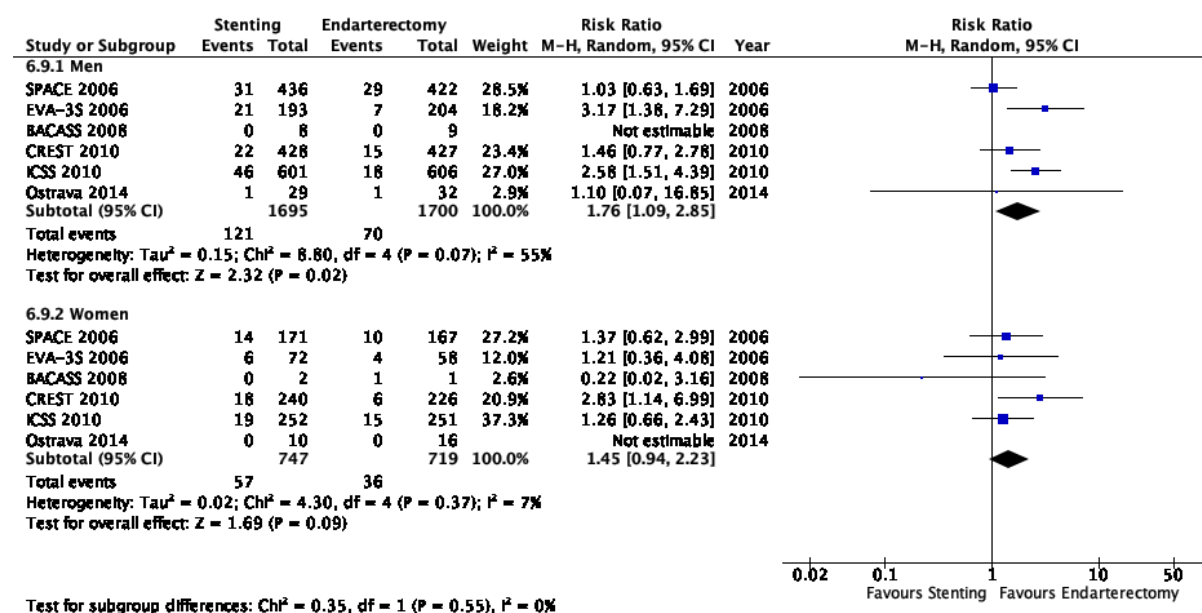 Stenting Endarterectomy Risk Ratio Risk Ratio
Study or Subgroup Events Total Events Total Weight M-H, Random, 95% CI Year M-H, Random, 95% CI
6.9.1 Men
SPACE 2006 31 436 29 422 28.5% 1.03 [0.63, 1.69] 2006
EVA-3S 2006 21 193 7 204 18.2% 3.17 [1.38, 7.29] 2006
BACASS 2008 0 8 0 9 Not estimable 2008
CREST 2010 22 428 15 427 23.4% 1.46 [0.77, 2.78] 2010
ICSS 2010 46 601 18 606 27.0% 2.58 [1.51, 4.39] 2010
Ostrava 2014 1 29 1 32 2.9% 1.10 [0.07, 16.85] 2014
Subtotal (95% CI) 1695 1700 100.0% 1.76 [1.09, 2.85]
Total events 121 70
Heterogeneity: Tau² = 0.15; Chi² = 8.80, df = 4 (P = 0.07); I² = 55%
Test for overall effect: Z = 2.32 (P = 0.02)
6.9.2 Women
SPACE 2006 14 171 10 167 27.2% 1.37 [0.62, 2.99] 2006
EVA-3S 2006 6 72 4 58 12.0% 1.21 [0.36, 4.08] 2006
BACASS 2008 0 2 1 1 2.6% 0.22 [0.02, 3.16] 2008
CREST 2010 18 240 6 226 20.9% 2.83 [1.14, 6.99] 2010
ICSS 2010 19 252 15 251 37.3% 1.26 [0.66, 2.43] 2010
Ostrava 2014 0 10 0 16 Not estimable 2014
Subtotal (95% CI) 747 719 100.0% 1.45 [0.94, 2.23]
Total events 57 36
Heterogeneity: Tau² = 0.02; Chi² = 4.30, df = 4 (P = 0.37); I² = 7%
Test for overall effect: Z = 1.69 (P = 0.09)
0.02 0.1 1 10 50
Favours Stenting Favours Endarterectomy
Test for subgroup differences: Chi² = 0.35, df = 1 (P = 0.55), I² = 0%